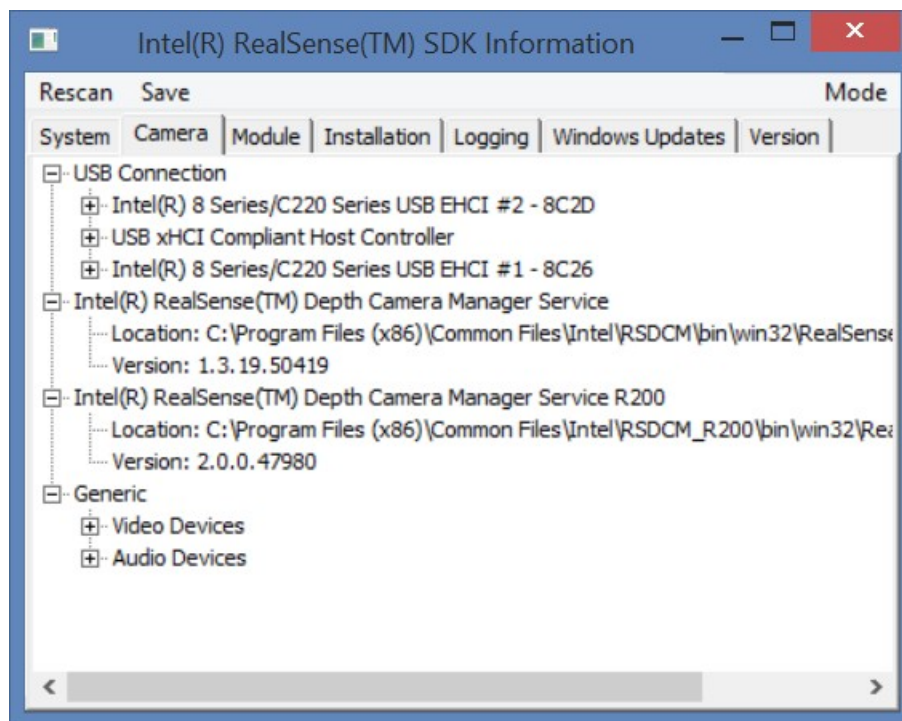 Intel(R) RealSense(TM) SDK Information
Rescan Save Mode
System Camera Module Installation Logging Windows Updates Version
USB Connection
Intel(R) 8 Series/C220 Series USB EHCI #2 - 8C2D
USB xHCI Compliant Host Controller
Intel(R) 8 Series/C220 Series USB EHCI #1 - 8C26
Intel(R) RealSense(TM) Depth Camera Manager Service
Location: C:\Program Files (x86)\Common Files\Intel\RSDCM\bin\win32\RealSense
Version: 1.3.19.50419
Intel(R) RealSense(TM) Depth Camera Manager Service R200
Location: C:\Program Files (x86)\Common Files\Intel\RSDCM_R200\bin\win32\Rea
Version: 2.0.0.47980
Generic
Video Devices
Audio Devices